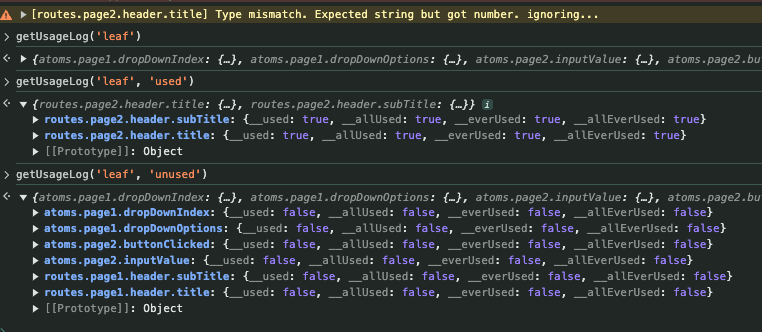 [routes.page2.header.title] Type mismatch. Expected string but got number. ignoring...
getUsageLog('leaf')
{atoms.page1.dropDownIndex: {…}, atoms.page1.dropDownOptions: {…}, atoms.page2.inputValue: {…}, atoms.page2.bu
getUsageLog('leaf', 'used')
{routes.page2.header.title: {…}, routes.page2.header.subTitle: {…}} i
routes.page2.header.subTitle: {__used: true, __allUsed: true, __everUsed: true, __allEverUsed: true}
routes.page2.header.title: {__used: true, __allUsed: true, __everUsed: true, __allEverUsed: true}
[[Prototype]]: Object
getUsageLog('leaf', 'unused')
{atoms.page1.dropDownIndex: {…}, atoms.page1.dropDownOptions: {…}, atoms.page2.inputValue: {…}, atoms.page2.bu
atoms.page1.dropDownIndex: {__used: false, __allUsed: false, __everUsed: false, __allEverUsed: false}
atoms.page1.dropDownOptions: {__used: false, __allUsed: false, __everUsed: false, __allEverUsed: false}
atoms.page2.buttonClicked: {__used: false, __allUsed: false, __everUsed: false, __allEverUsed: false}
atoms.page2.inputValue: {__used: false, __allUsed: false, __everUsed: false, __allEverUsed: false}
routes.page1.header.subTitle: {__used: false, __allUsed: false, __everUsed: false, __allEverUsed: false}
routes.page1.header.title: {__used: false, __allUsed: false, __everUsed: false, __allEverUsed: false}
[[Prototype]]: Object